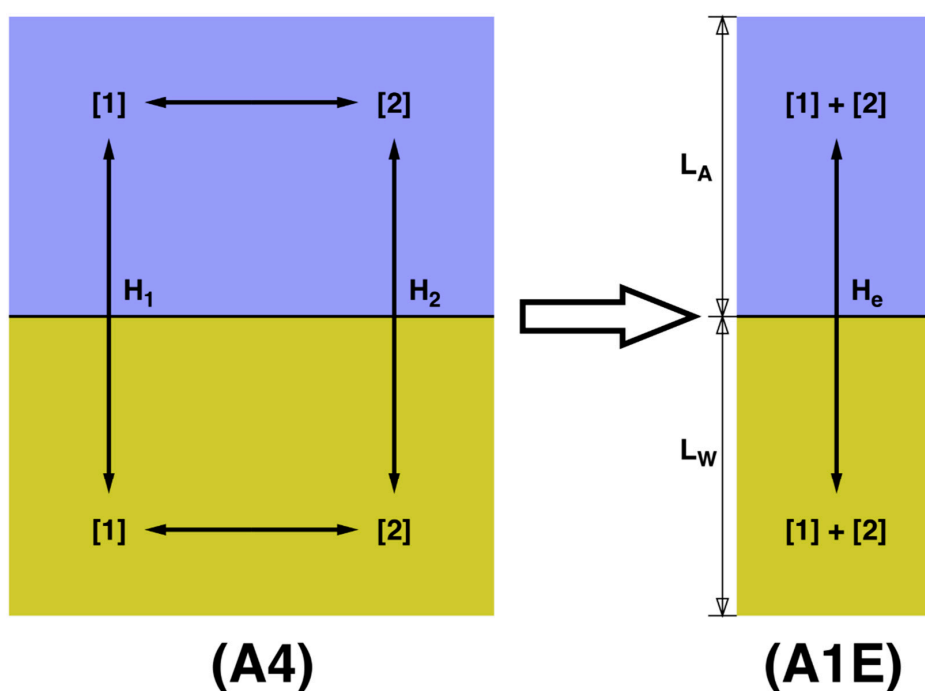 [1] [2]
[1] + [2]
L_A
H_1 H_2
H_e
L_W
[1] [2]
[1] + [2]
(A4)
(A1E)